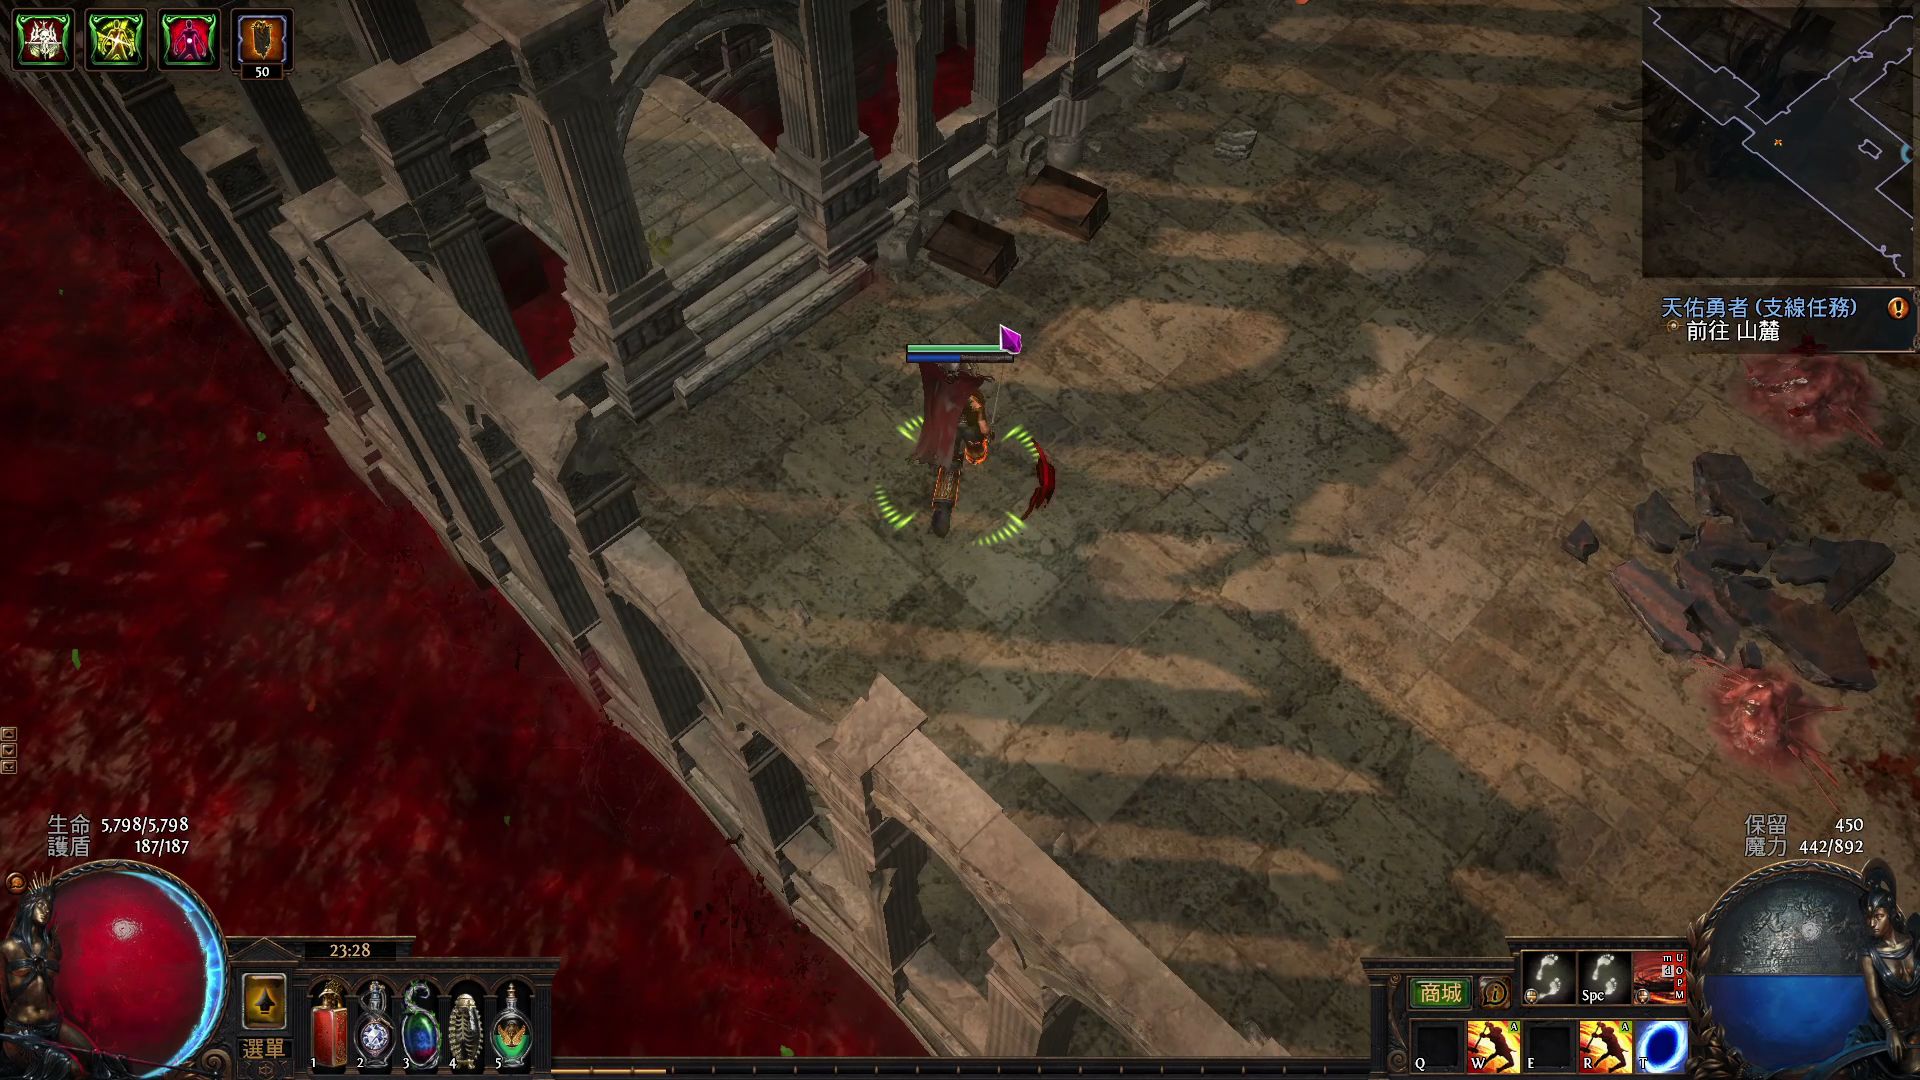 50
天佑勇者 (支線任務)
前往 山麓
生命 5,798/5,798
護盾 187/187
保留 450
魔力 442/892
23:28
選單
1 2 3 4 5
商城
Spc
m U
d O
P
M
Q W A E R A T